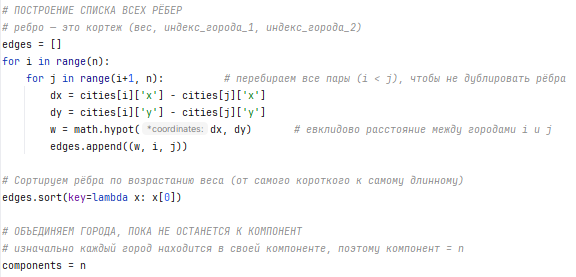 # ПОСТРОЕНИЕ СПИСКА ВСЕХ РЁБЕР
# ребро — это кортеж (вес, индекс_города_1, индекс_города_2)
edges = []
for i in range(n):
    for j in range(i+1, n):         # перебираем все пары (i < j), чтобы не дублировать рёбра
        dx = cities[i]['x'] - cities[j]['x']
        dy = cities[i]['y'] - cities[j]['y']
        w = math.hypot( *coordinates: dx, dy)       # евклидово расстояние между городами i и j
        edges.append((w, i, j))
# Сортируем рёбра по возрастанию веса (от самого короткого к самому длинному)
edges.sort(key=lambda x: x[0])
# ОБЪЕДИНЯЕМ ГОРОДА, ПОКА НЕ ОСТАНЕТСЯ К КОМПОНЕНТ
# изначально каждый город находится в своей компоненте, поэтому компонент = n
components = n